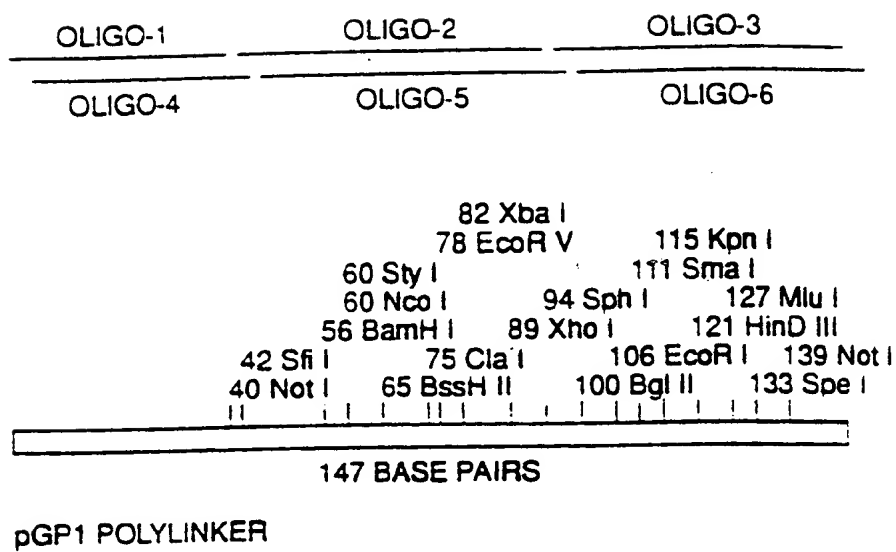 OLIGO-1 OLIGO-2 OLIGO-3
OLIGO-4 OLIGO-5 OLIGO-6
82 Xba I
78 EcoR V 115 Kpn I
60 Sty I 111 Sma I
60 Nco I 94 Sph I 127 Mlu I
56 BamH I 89 Xho I 121 HinD III
42 Sfi I 75 Cla I 106 EcoR I 139 Not I
40 Not I 65 BssH II 100 Bgl II 133 Spe I
147 BASE PAIRS
pGP1 POLYLINKER